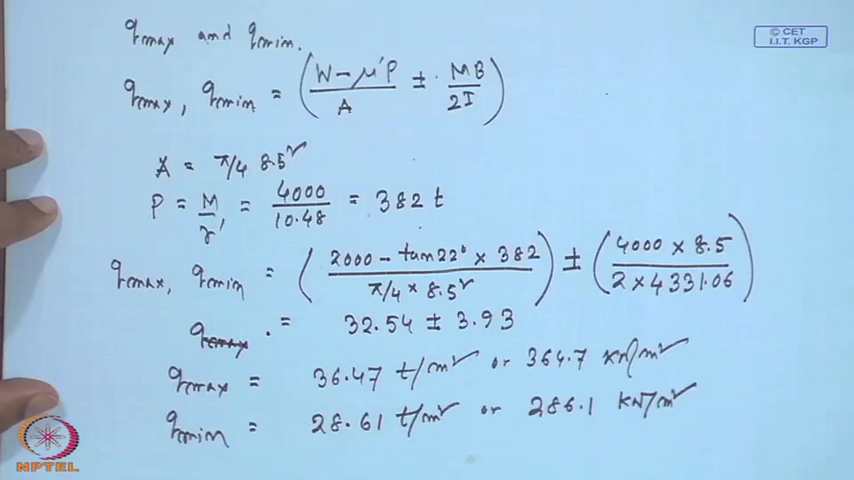 qmax and qmin.
© CET
I.I.T. KGP
qmax, qmin = ( (W - μ'P) / A ± MB / 2I )
A = π/4 8.5²
P = M / r' = 4000 / 10.48 = 382 t
qmax, qmin = ( (2000 - tan22° × 382) / (π/4 × 8.5²) ) ± ( (4000 × 8.5) / (2 × 4331.06) )
qmax . = 32.54 ± 3.93
qmax = 36.47 t/m² or 364.7 kN/m²
qmin = 28.61 t/m² or 286.1 kN/m²
NPTEL